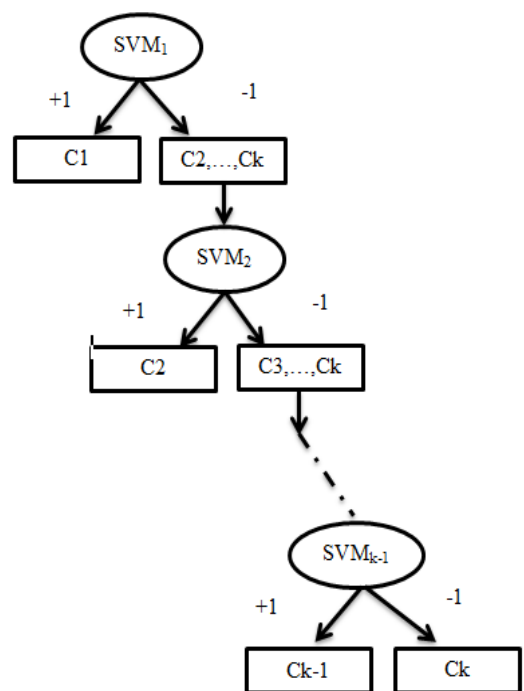 SVM₁
+1 -1
C1 C2,…,Ck
SVM₂
+1 -1
C2 C3,…,Ck
SVMₖ₋₁
+1 -1
Ck-1 Ck